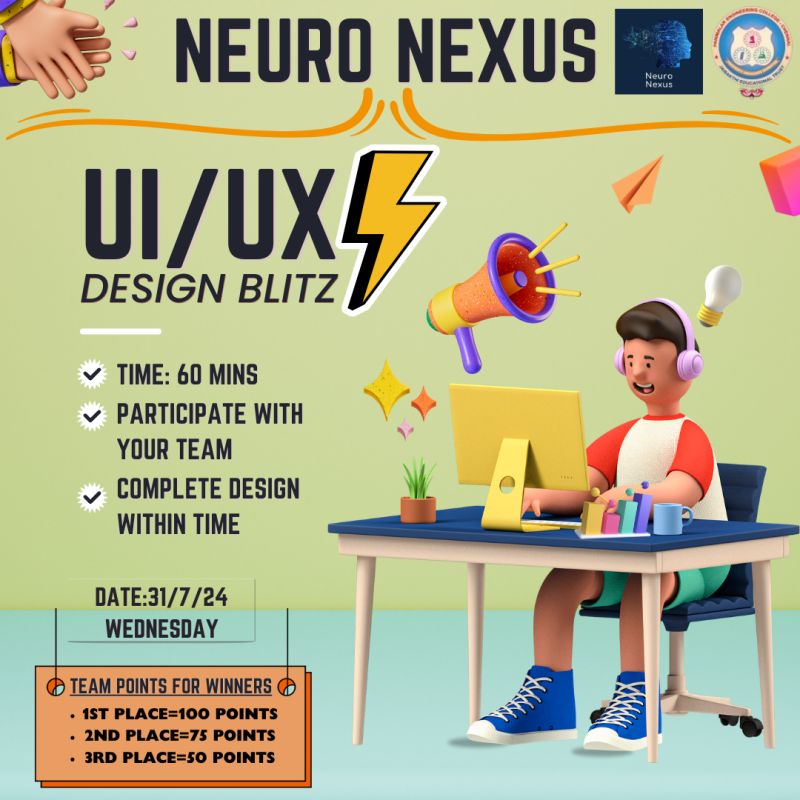 NEURO NEXUS
Neuro
Nexus
UI/UX
DESIGN BLITZ
TIME: 60 MINS
PARTICIPATE WITH
YOUR TEAM
COMPLETE DESIGN
WITHIN TIME
DATE:31/7/24
WEDNESDAY
TEAM POINTS FOR WINNERS
• 1ST PLACE=100 POINTS
• 2ND PLACE=75 POINTS
• 3RD PLACE=50 POINTS